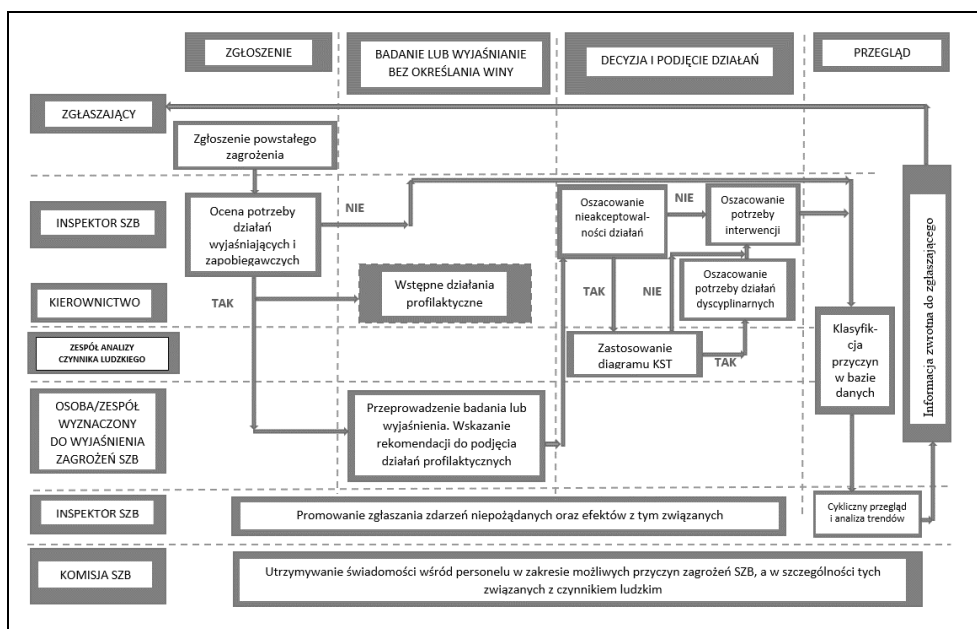 ZGŁOSZENIE
BADANIE LUB WYJAŚNIANIE
BEZ OKREŚLANIA WINY
DECYZJA I PODJĘCIE DZIAŁAŃ
PRZEGLĄD
ZGŁASZAJĄCY
Zgłoszenie powstałego
zagrożenia
INSPEKTOR SZB
Ocena potrzeby
działań
wyjaśniających i
zapobiegawczych
NIE
TAK
Oszacowanie
nieakceptowal-
ności działań
NIE
Oszacowanie
potrzeby
interwencji
KIEROWNICTWO
Wstępne działania
profilaktyczne
TAK
NIE
Oszacowanie
potrzeby działań
dyscyplinarnych
ZESPÓŁ ANALIZY
CZYNNIKA LUDZKIEGO
Zastosowanie
diagramu KST
TAK
Klasyfik-
cja
przyczyn
w bazie
danych
Informacja zwrotna do zgłaszającego
OSOBA/ZESPÓŁ
WYZNACZONY
DO WYJAŚNIENIA
ZAGROŻEŃ SZB
Przeprowadzenie badania lub
wyjaśnienia. Wskazanie
rekomendacji do podjęcia
działań profilaktycznych
INSPEKTOR SZB
Promowanie zgłaszania zdarzeń niepożądanych oraz efektów z tym związanych
Cykliczny przegląd
i analiza trendów
KOMISJA SZB
Utrzymywanie świadomości wśród personelu w zakresie możliwych przyczyn zagrożeń SZB, a w szczególności tych
związanych z czynnikiem ludzkim